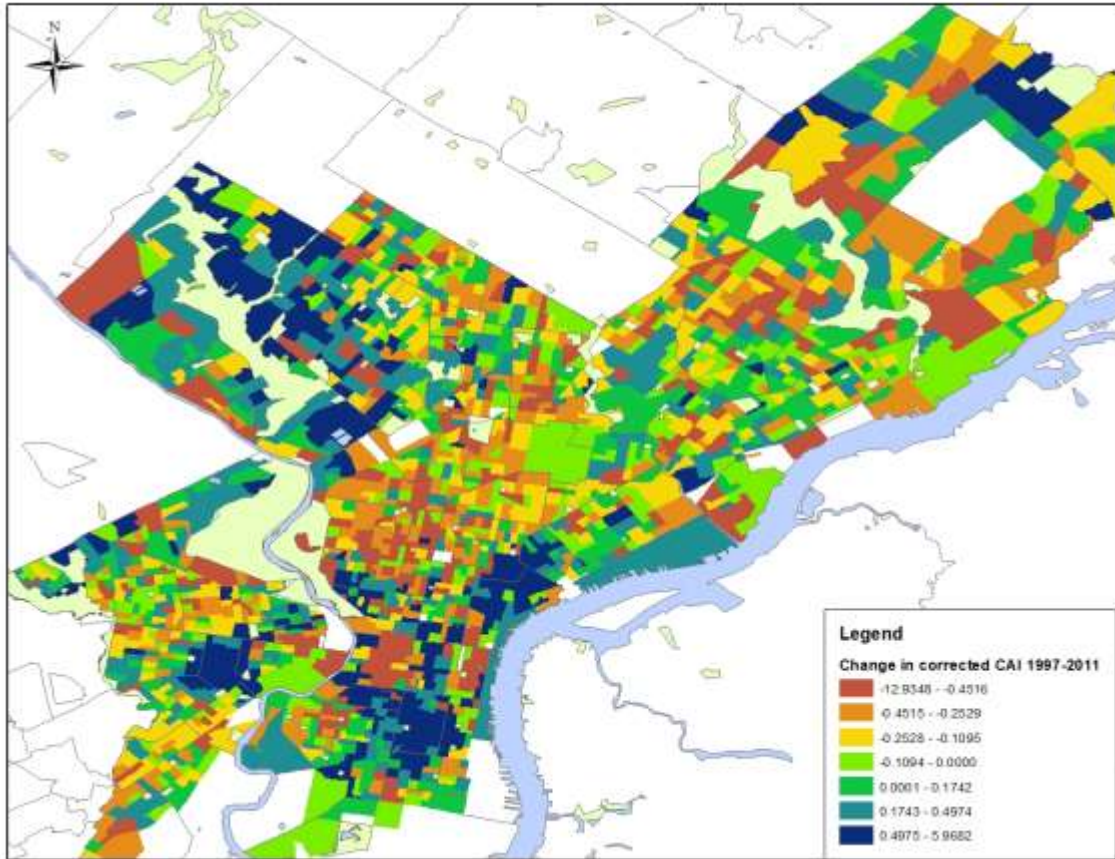 N
Legend
Change in corrected CAI 1997-2011
-12.9348 - -0.4516
-0.4515 - -0.2529
-0.2528 - -0.1095
-0.1094 - 0.0000
0.0001 - 0.1742
0.1743 - 0.4974
0.4975 - 5.9682